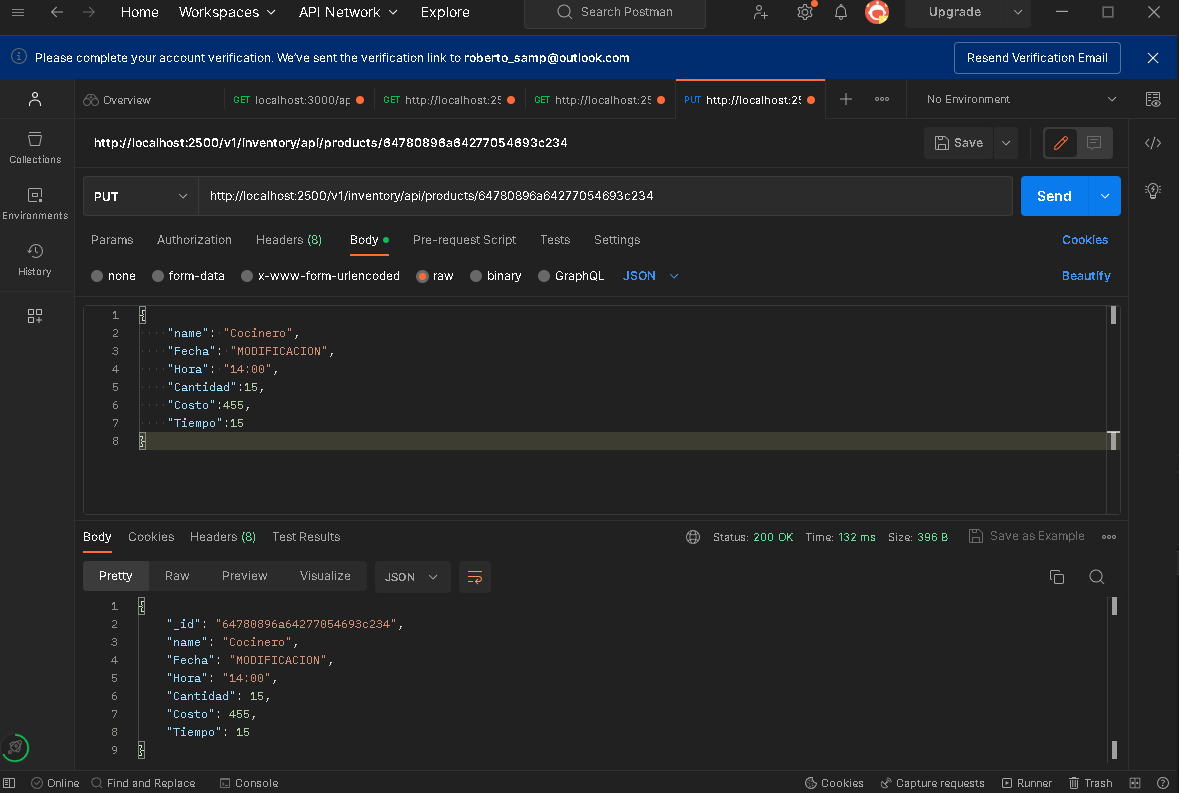 Home Workspaces API Network Explore Search Postman Upgrade
Please complete your account verification. We've sent the verification link to roberto_samp@outlook.com Resend Verification Email
Overview GET localhost:3000/ap GET http://localhost:25 GET http://localhost:25 PUT http://localhost:25 No Environment
http://localhost:2500/v1/inventory/api/products/64780896a64277054693c234 Save
Collections
PUT http://localhost:2500/v1/inventory/api/products/64780896a64277054693c234 Send
Environments
Params Authorization Headers (8) Body Pre-request Script Tests Settings Cookies
History
none form-data x-www-form-urlencoded raw binary GraphQL JSON Beautify
1 {
2 "name": "Cocinero",
3 "Fecha": "MODIFICACION",
4 "Hora": "14:00",
5 "Cantidad":15,
6 "Costo":455,
7 "Tiempo":15
8 }
Body Cookies Headers (8) Test Results Status: 200 OK Time: 132 ms Size: 396 B Save as Example
Pretty Raw Preview Visualize JSON
1 {
2 "_id": "64780896a64277054693c234",
3 "name": "Cocinero",
4 "Fecha": "MODIFICACION",
5 "Hora": "14:00",
6 "Cantidad": 15,
7 "Costo": 455,
8 "Tiempo": 15
9 }
Online Find and Replace Console Cookies Capture requests Runner Trash